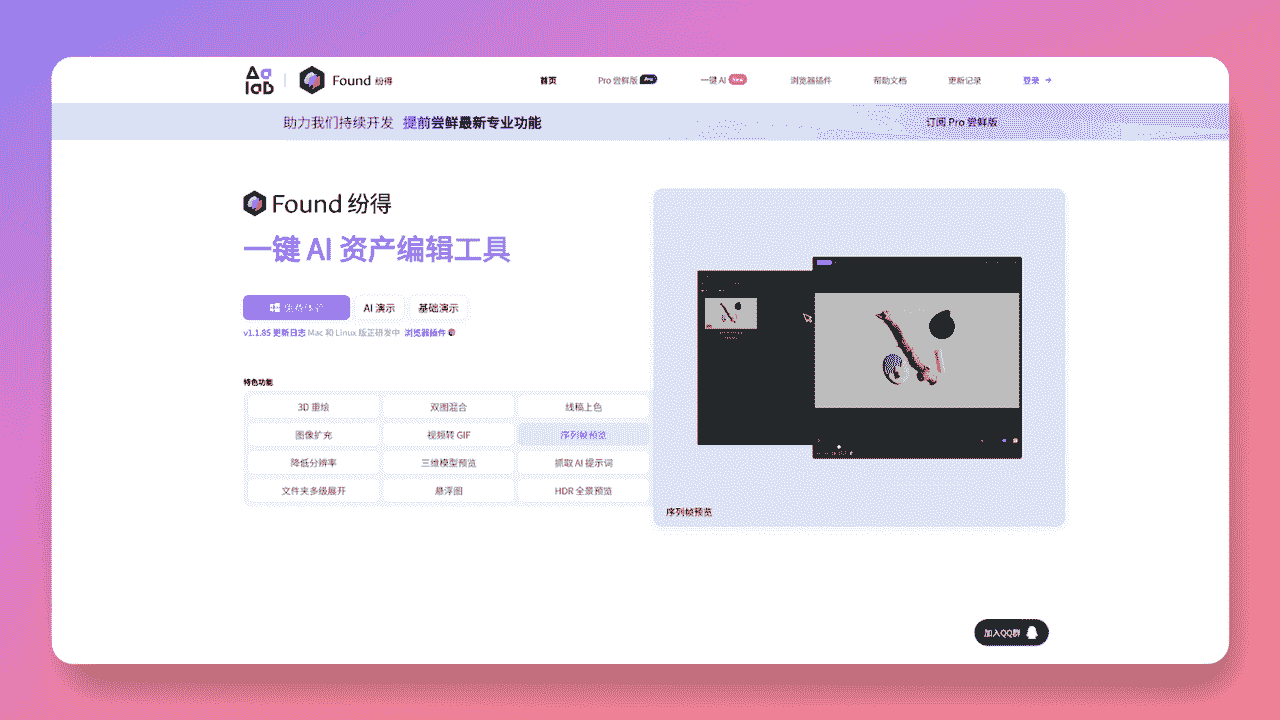 Aolab
Found 纷得
首页
Pro 尝鲜版 Pro
一键 AI New
浏览器插件
帮助文档
更新记录
登录 →
助力我们持续开发 提前尝鲜最新专业功能
订阅 Pro 尝鲜版
Found 纷得
一键 AI 资产编辑工具
免费体验
AI 演示
基础演示
v1.1.85 更新日志 Mac 和 Linux 版正研发中 浏览器插件
特色功能
3D 重绘
双图混合
线稿上色
图像扩充
视频转 GIF
序列帧预览
降低分辨率
三维模型预览
抓取 AI 提示词
文件夹多级展开
悬浮图
HDR 全景预览
序列帧预览
加入QQ群